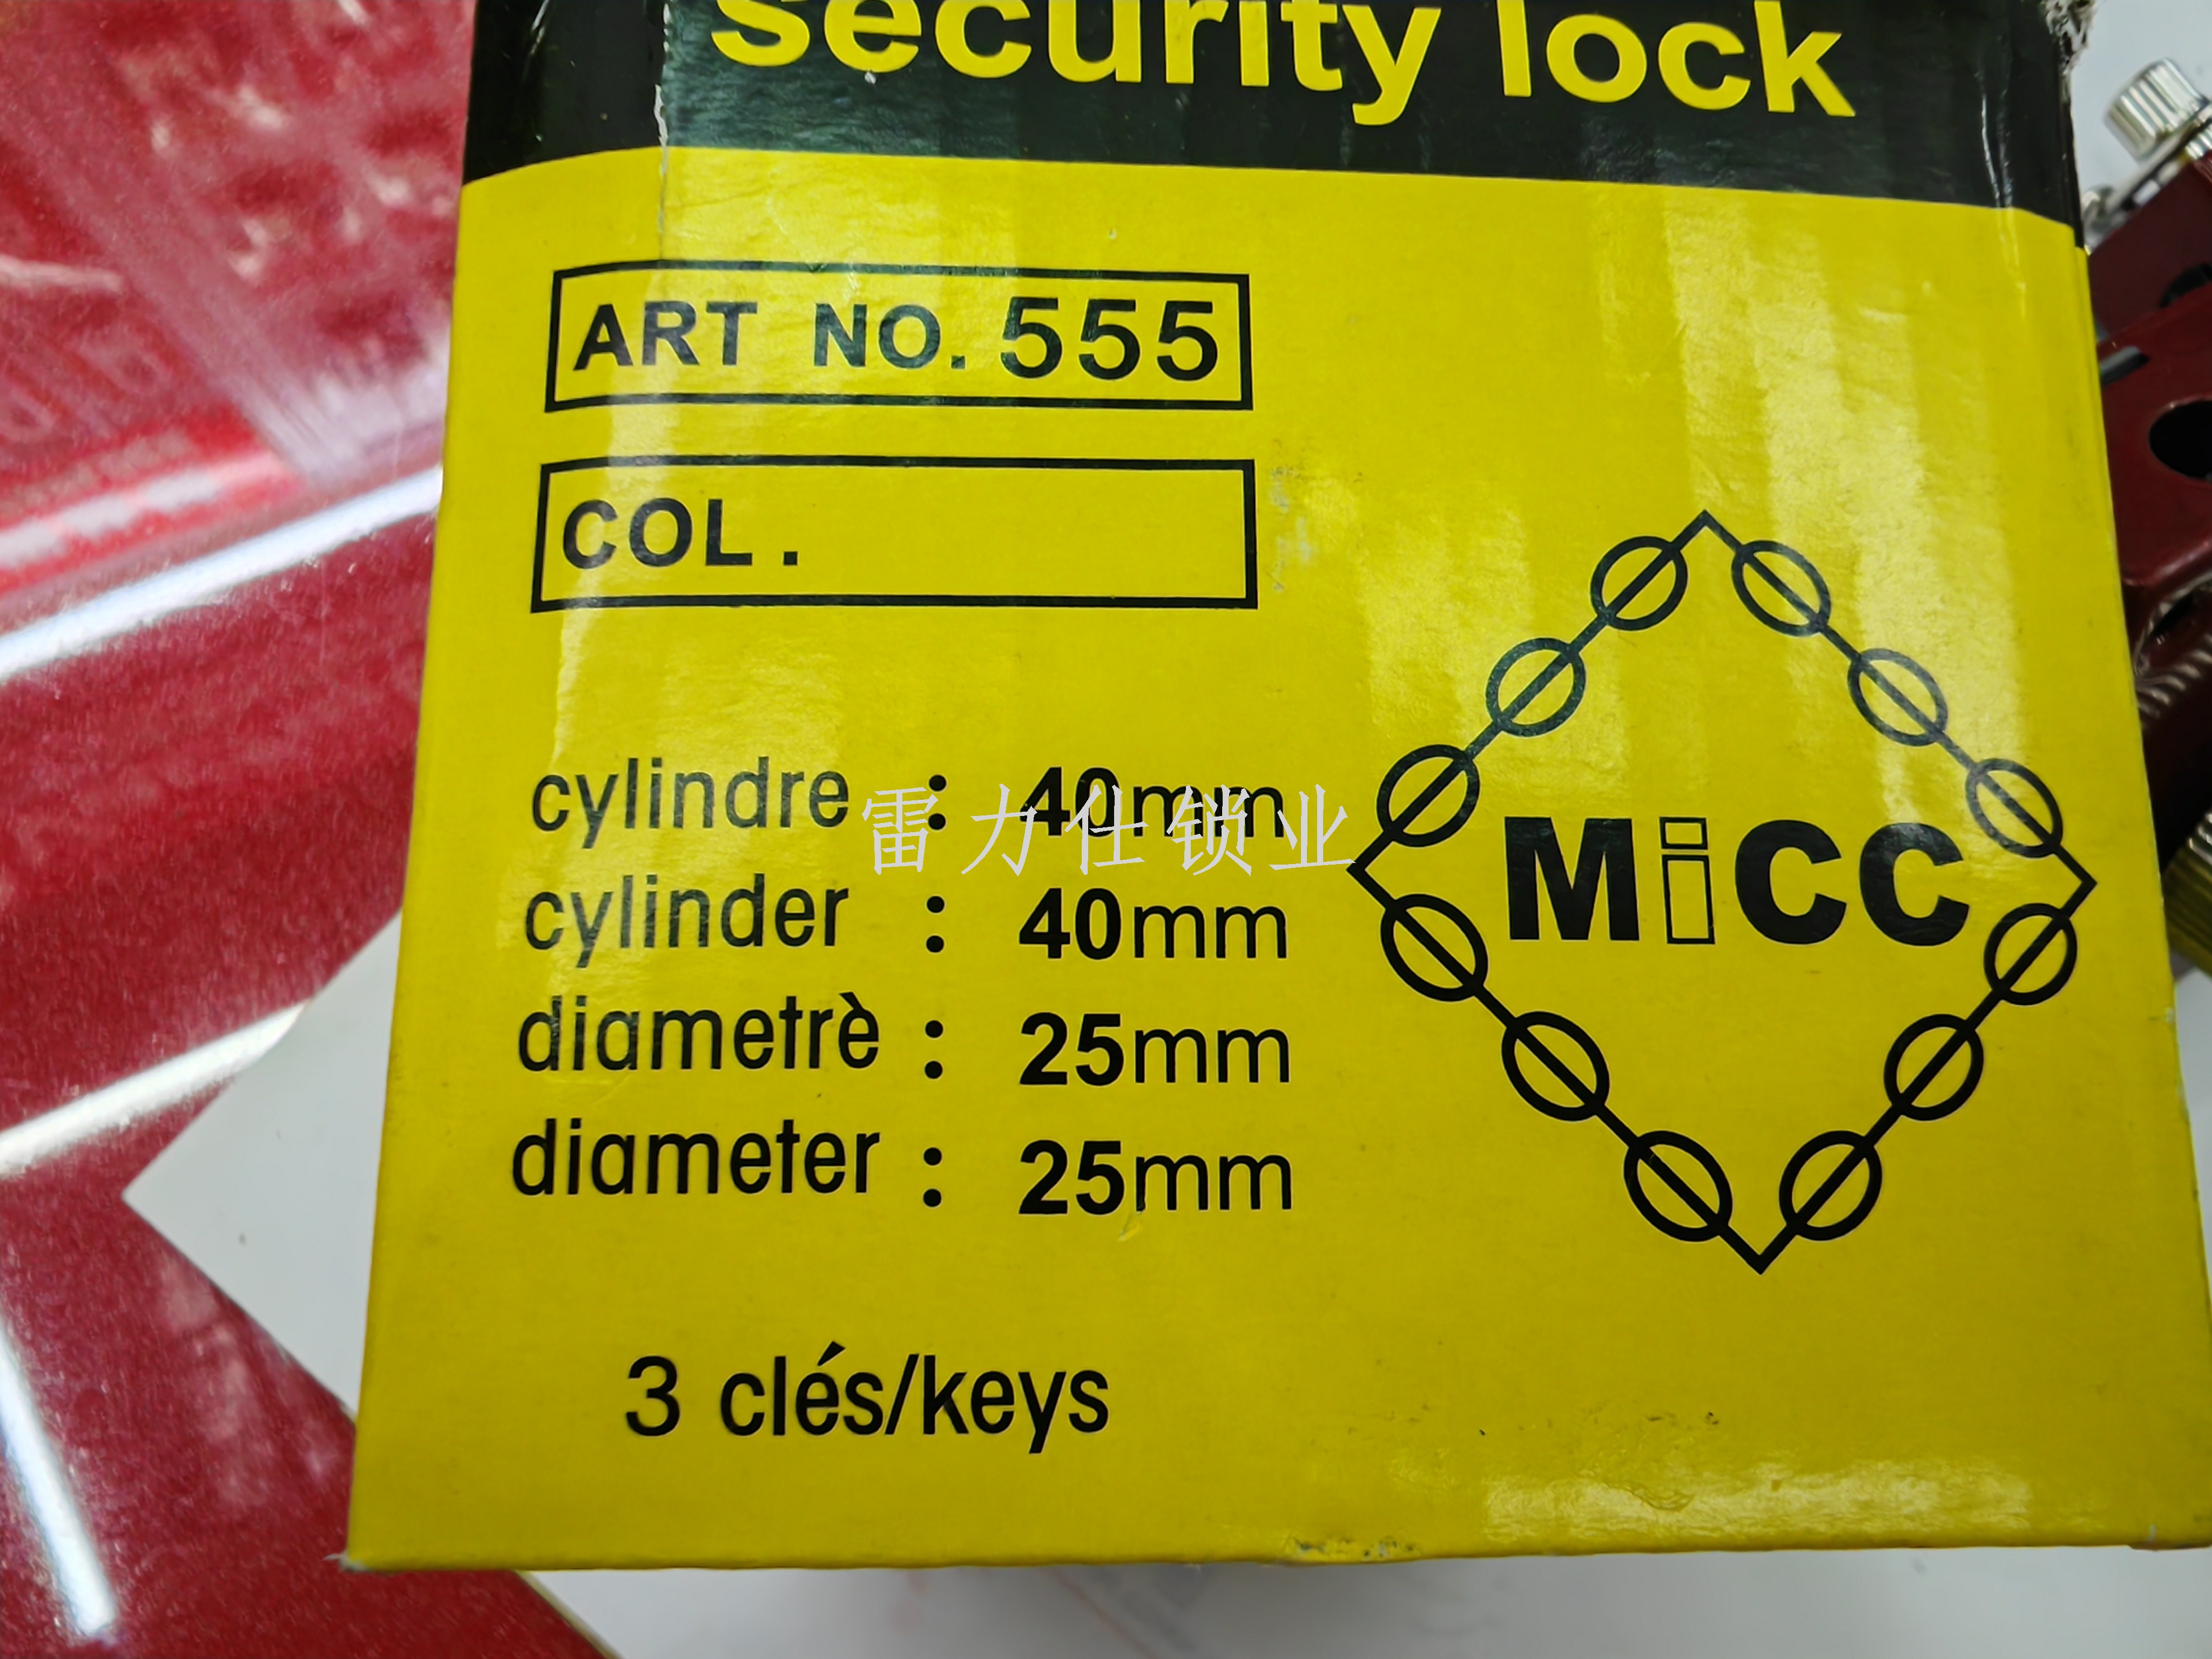 security lock
ART NO. 555
COL.
cylindre : 40mm
雷力仕锁业
cylinder : 40mm
diametrè : 25mm
diameter : 25mm
MiCC
3 clés/keys